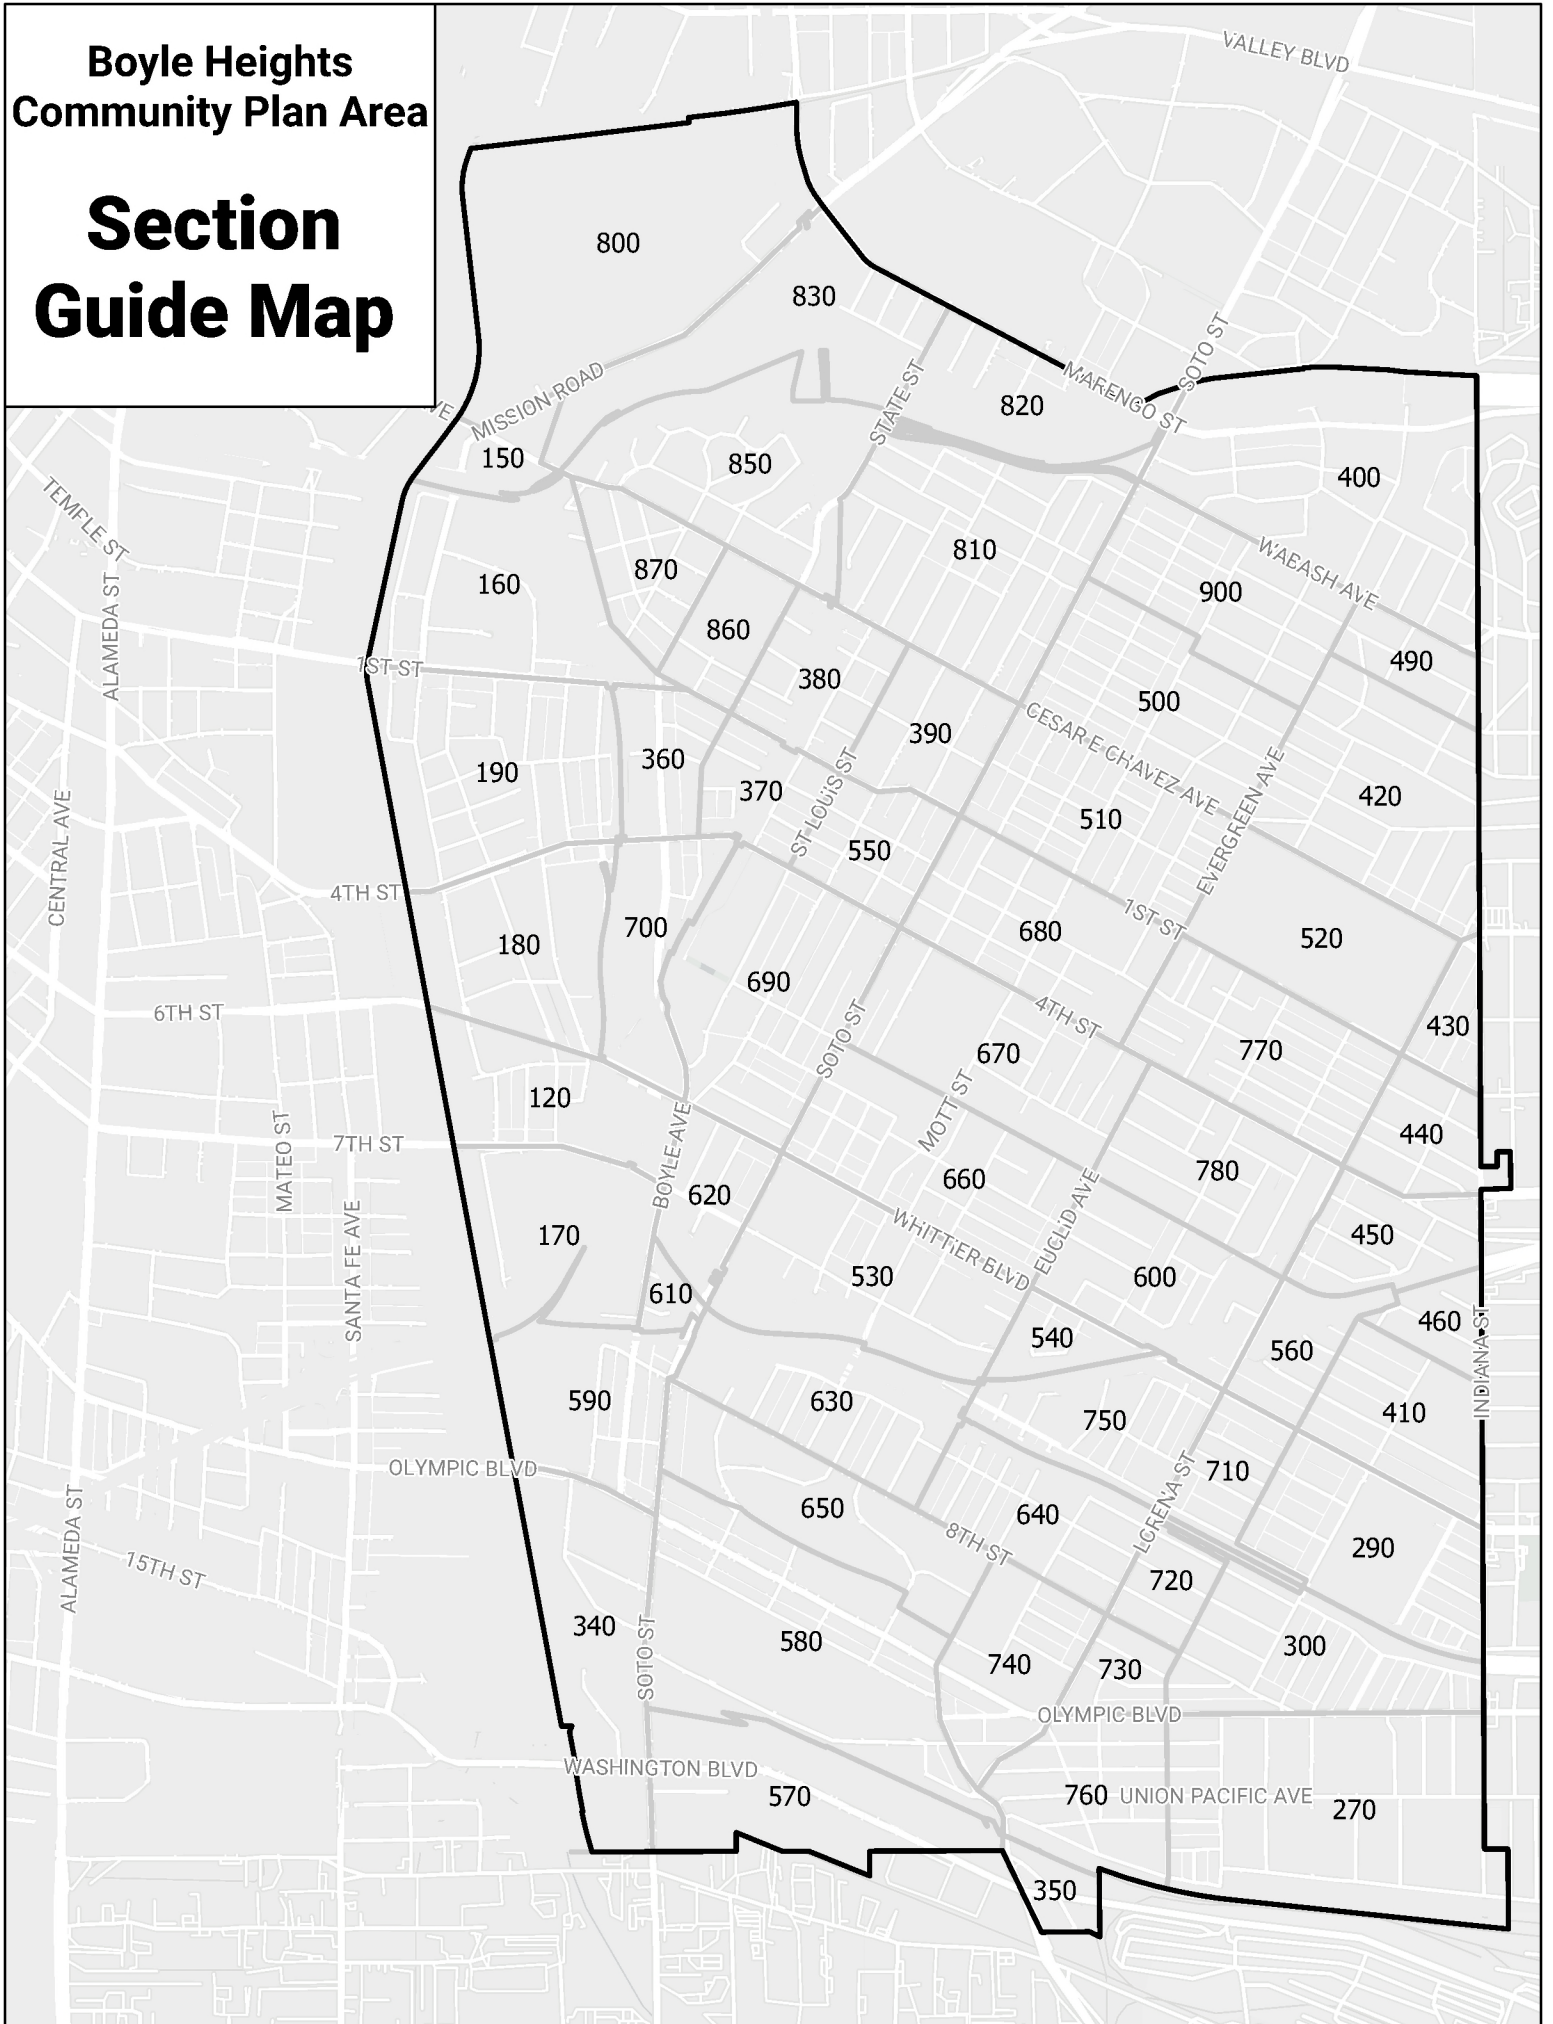 Boyle Heights
Community Plan Area
Section
Guide Map
VALLEY BLVD
800
830
SOTO ST
MISSION ROAD
STATE ST
MARENGO ST
820
150
850
400
TEMPLE ST
ALAMEDA ST
160
870
810
WABASH AVE
900
860
490
1ST ST
380
500
390
CESAR E CHAVEZ AVE
190
360
370
ST LOUIS ST
EVERGREEN AVE
420
510
CENTRAL AVE
550
4TH ST
1ST ST
180
700
680
520
690
6TH ST
4TH ST
SOTO ST
430
670
770
120
MOTT ST
MATEO ST
7TH ST
BOYLE AVE
440
620
660
780
SANTA FE AVE
170
WHITTIER BLVD
EUCLID AVE
450
610
530
600
460
INDIANA ST
540
560
590
630
750
410
OLYMPIC BLVD
710
LORENA ST
650
640
290
ALAMEDA ST
15TH ST
8TH ST
720
340
SOTO ST
580
300
740
730
OLYMPIC BLVD
WASHINGTON BLVD
570
760
UNION PACIFIC AVE
270
350